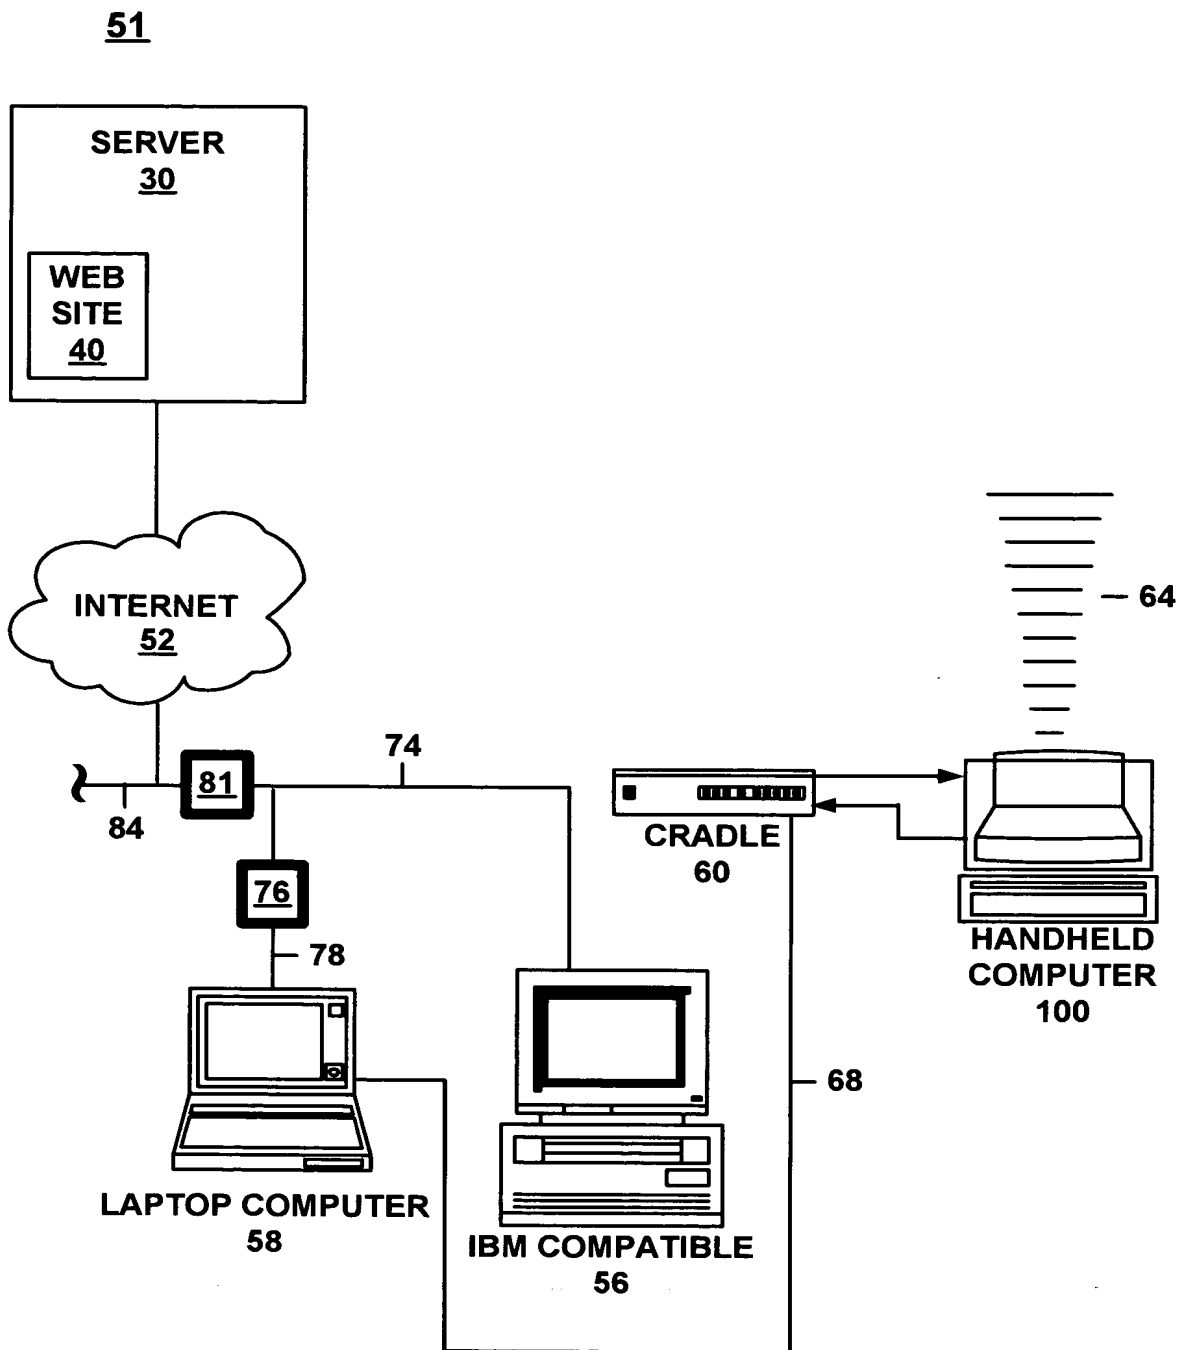 51
SERVER
30
WEB
SITE
40
INTERNET
52
64
74
81
84
CRADLE
60
76
78
HANDHELD
COMPUTER
100
68
LAPTOP COMPUTER
58
IBM COMPATIBLE
56